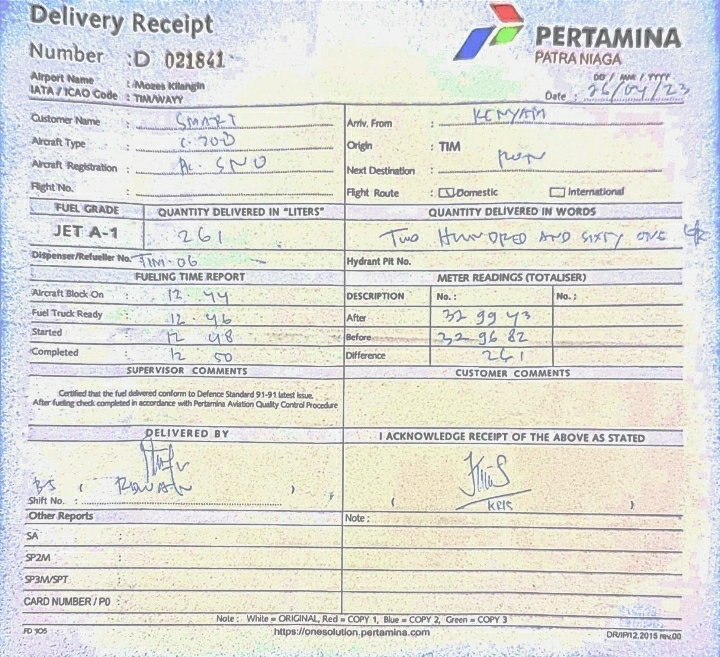 Delivery Receipt
PERTAMINA
PATRA NIAGA
Number : D 021841
Airport Name : Mozes Kilangin
IATA / ICAO Code : TIM/WAYY
DD / MM / YYYY
Date : 26/04/23
Customer Name : SMART
Arriv. From : KENYAM
Aircraft Type : C.208
Origin : TIM
Aircraft Registration : PK. SNO
Next Destination : RON
Flight No. :
Flight Route : Domestic International
FUEL GRADE QUANTITY DELIVERED IN "LITERS" QUANTITY DELIVERED IN WORDS
JET A-1 261 TWO HUNDRED AND SIXTY ONE
Dispenser/Refueller No. TIM-06 Hydrant Pit No.
FUELING TIME REPORT METER READINGS (TOTALISER)
Aircraft Block On : 12.44
DESCRIPTION No. : No. :
Fuel Truck Ready : 12.46
After 329943
Started : 12 48
Before 329682
Completed : 12 50
Difference 261
SUPERVISOR COMMENTS CUSTOMER COMMENTS
Certified that the fuel delivered conform to Defence Standard 91-91 latest issue.
After fueling check completed in accordance with Pertamina Aviation Quality Control Procedure
DELIVERED BY I ACKNOWLEDGE RECEIPT OF THE ABOVE AS STATED
( )
Shift No. :
( KRIS )
Other Reports Note :
SA :
SP2M :
SP3M/SPT :
CARD NUMBER / PO : -
Note : White = ORIGINAL, Red = COPY 1, Blue = COPY 2, Green = COPY 3
FD 105 https://onesolution.pertamina.com DR/IP/12.2015 rev.00